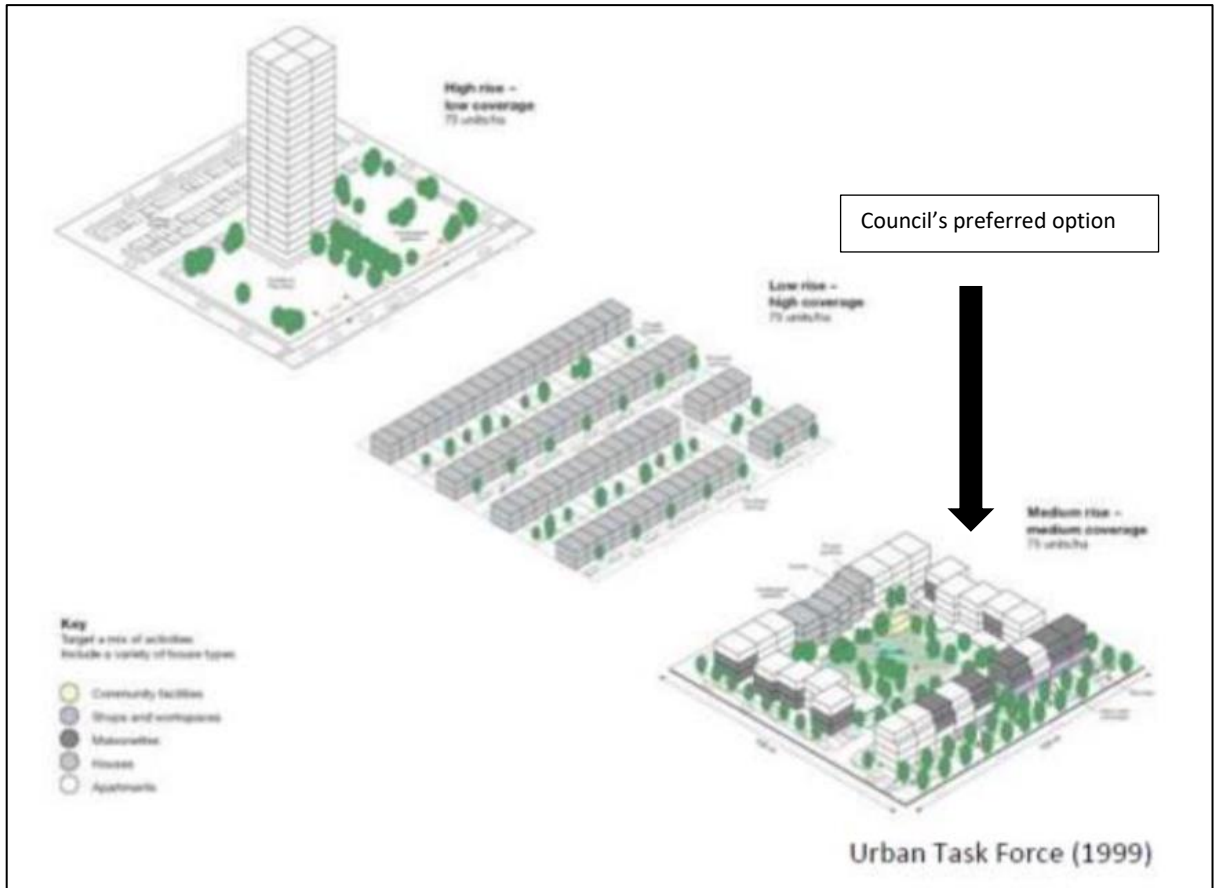 High rise –
low coverage
75 units/ha
Council's preferred option
Low rise –
high coverage
75 units/ha
Medium rise –
medium coverage
75 units/ha
Key
Target a mix of activities
Include a variety of house types
Community facilities
Shops and workspaces
Maisonettes
Houses
Apartments
Urban Task Force (1999)